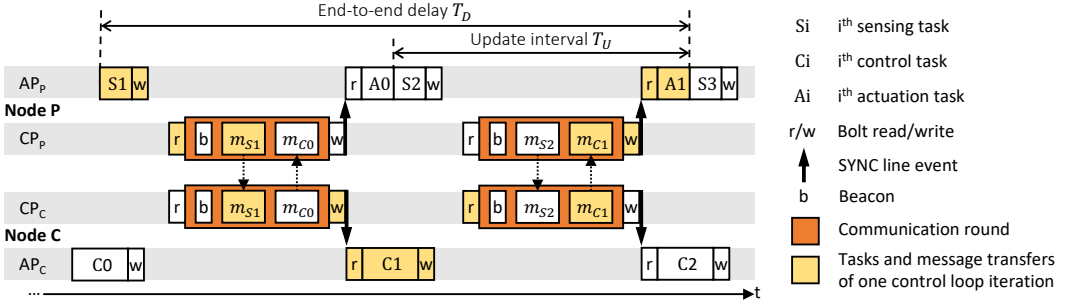 End-to-end delay T_D
Update interval T_U
AP_P S1 w r A0 S2 w r A1 S3 w
Node P
CP_P r b m_S1 m_C0 w r b m_S2 m_C1 w
CP_C r b m_S1 m_C0 w r b m_S2 m_C1 w
Node C
AP_C C0 w r C1 w r C2 w
... t
Si i^th sensing task
Ci i^th control task
Ai i^th actuation task
r/w Bolt read/write
SYNC line event
b Beacon
Communication round
Tasks and message transfers
of one control loop iteration